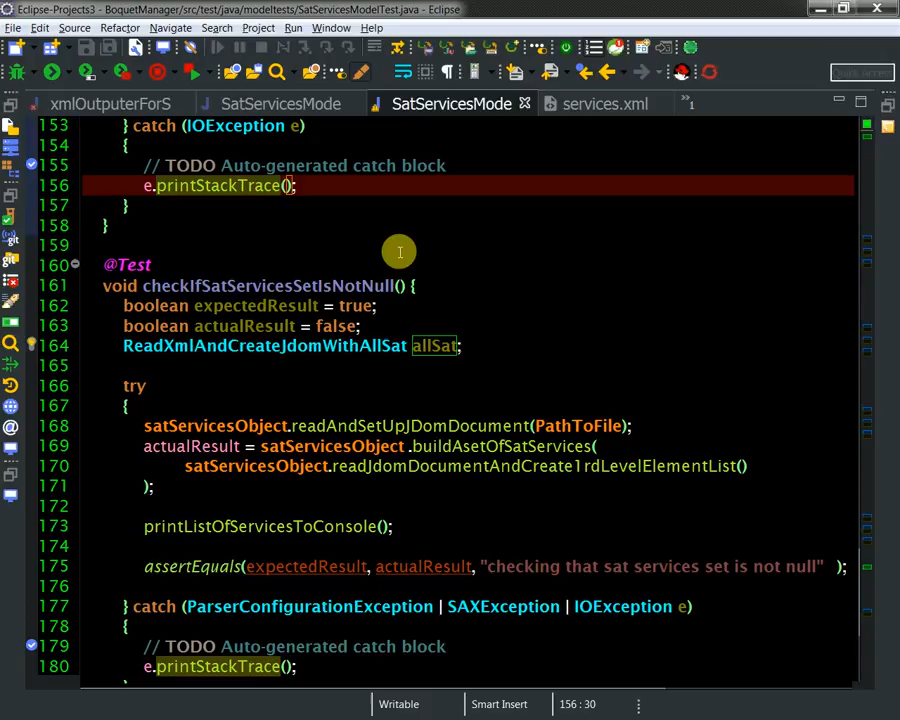 Eclipse-Projects3 - BoquetManager/src/test/java/modeltests/SatServicesModelTest.java - Eclipse
File Edit Source Refactor Navigate Search Project Run Window Help
Quick Access
xmlOutputerForS SatServicesMode SatServicesMode services.xml »1
153 } catch (IOException e)
154 {
155 // TODO Auto-generated catch block
156 e.printStackTrace();
157 }
158 }
159
160 @Test
161 void checkIfSatServicesSetIsNotNull() {
162 boolean expectedResult = true;
163 boolean actualResult = false;
164 ReadXmlAndCreateJdomWithAllSat allSat;
165
166 try
167 {
168 satServicesObject.readAndSetUpJDomDocument(PathToFile);
169 actualResult = satServicesObject .buildAsetOfSatServices(
170 satServicesObject.readJdomDocumentAndCreate1rdLevelElementList()
171 );
172
173 printListOfServicesToConsole();
174
175 assertEquals(expectedResult, actualResult, "checking that sat services set is not null" );
176
177 } catch (ParserConfigurationException | SAXException | IOException e)
178 {
179 // TODO Auto-generated catch block
180 e.printStackTrace();
Writable Smart Insert 156 : 30